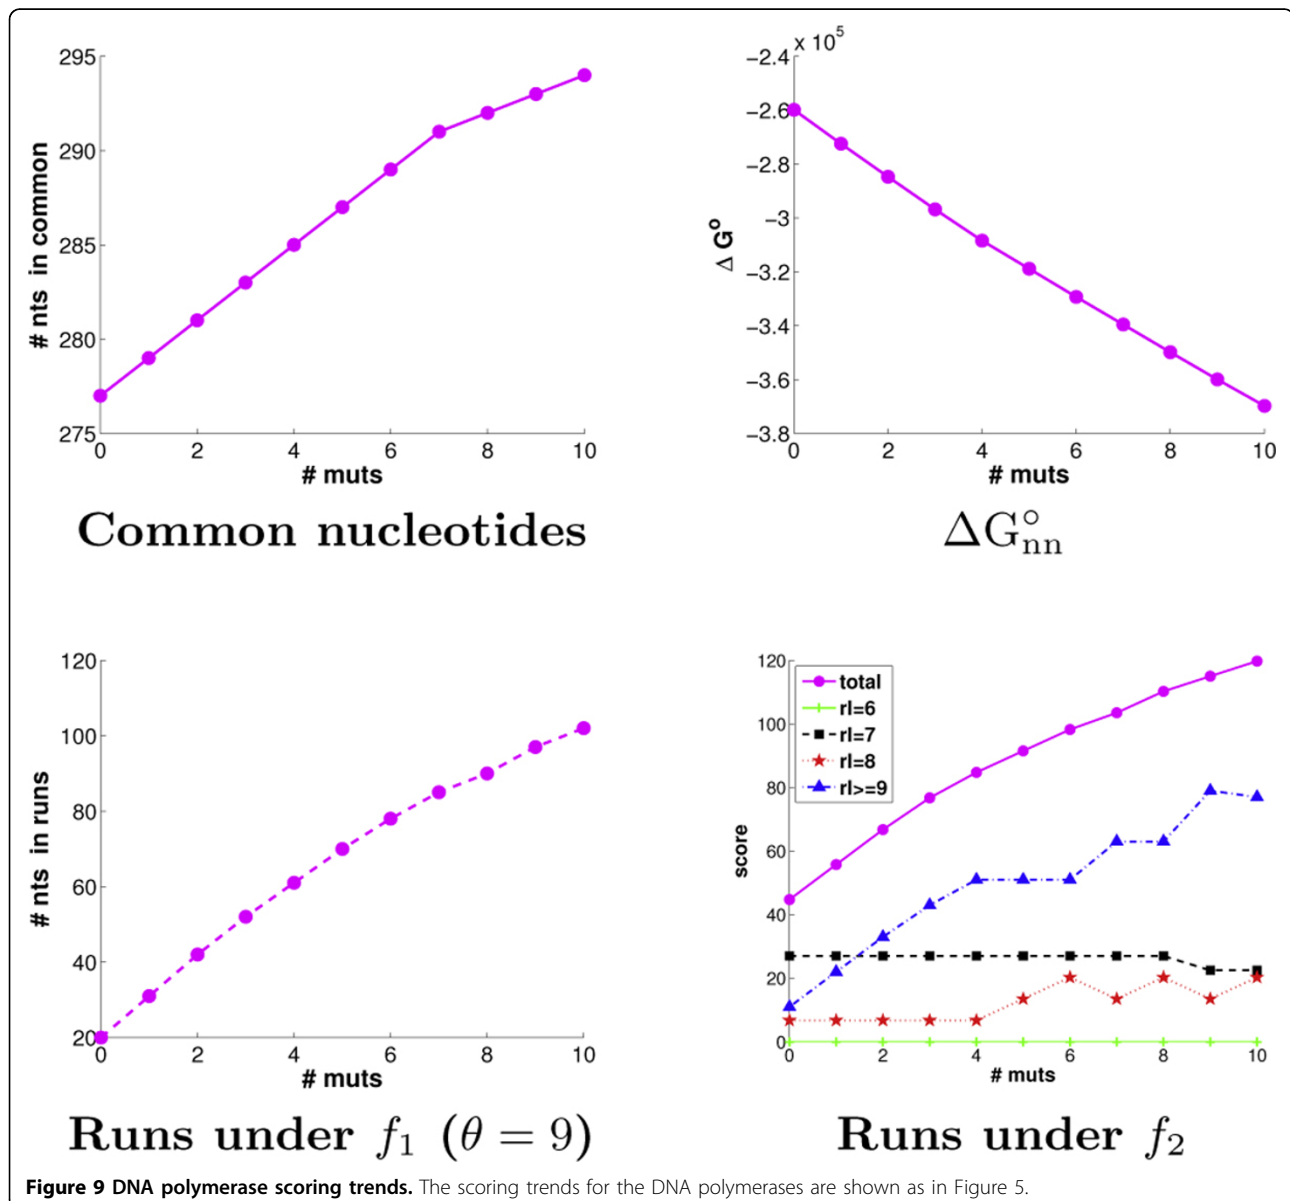 295
290
285
280
275
# nts in common
0 2 4 6 8 10
# muts
Common nucleotides
x 10⁵
−2.4
−2.6
−2.8
−3
−3.2
−3.4
−3.6
−3.8
Δ G°
0 2 4 6 8 10
# muts
ΔG°nn
120
100
80
60
40
20
# nts in runs
0 2 4 6 8 10
# muts
Runs under f₁ (θ = 9)
120
100
80
60
40
20
0
score
total
rl=6
rl=7
rl=8
rl>=9
0 2 4 6 8 10
# muts
Runs under f₂
Figure 9 DNA polymerase scoring trends. The scoring trends for the DNA polymerases are shown as in Figure 5.